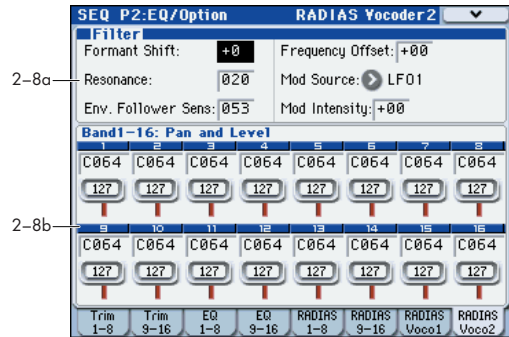 SEQ P2:EQ/Option RADIAS Vocoder2
Filter
Formant Shift: +0 Frequency Offset: +00
2-8a Resonance: 020 Mod Source: LFO1
Env. Follower Sens: 053 Mod Intensity: +00
Band1-16: Pan and Level
1 2 3 4 5 6 7 8
C064 C064 C064 C064 C064 C064 C064 C064
127 127 127 127 127 127 127 127
2-8b 9 10 11 12 13 14 15 16
C064 C064 C064 C064 C064 C064 C064 C064
127 127 127 127 127 127 127 127
Trim Trim EQ EQ RADIAS RADIAS RADIAS RADIAS
1-8 9-16 1-8 9-16 1-8 9-16 Voco1 Voco2